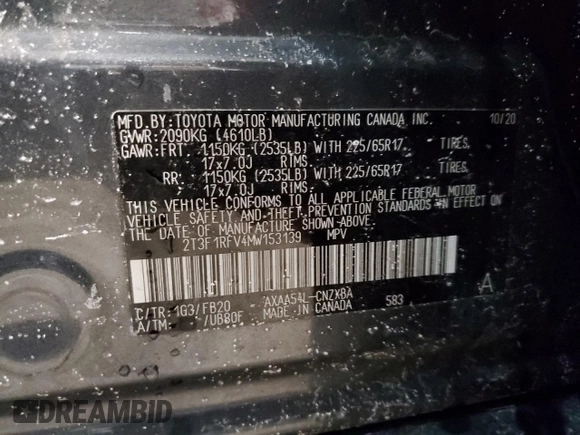 MFD.BY:TOYOTA MOTOR MANUFACTURING CANADA INC. 10/20
GVWR:2090KG (4610LB)
GAWR:FRT 1150KG (2535LB) WITH 225/65R17 TIRES,
17x7.0J RIMS
RR 1150KG (2535LB) WITH 225/65R17 TIRES,
17x7.0J RIMS
THIS VEHICLE CONFORMS TO ALL APPLICABLE FEDERAL MOTOR
VEHICLE SAFETY AND THEFT PREVENTION STANDARDS IN EFFECT
ON THE DATE OF MANUFACTURE SHOWN ABOVE.
2T3F1RFV4MW153139 MPV
C/TR:1G3/FB20 AXAA54L-CNZXBA 583 A
A/TM: /UB80F MADE IN CANADA
DREAMBID